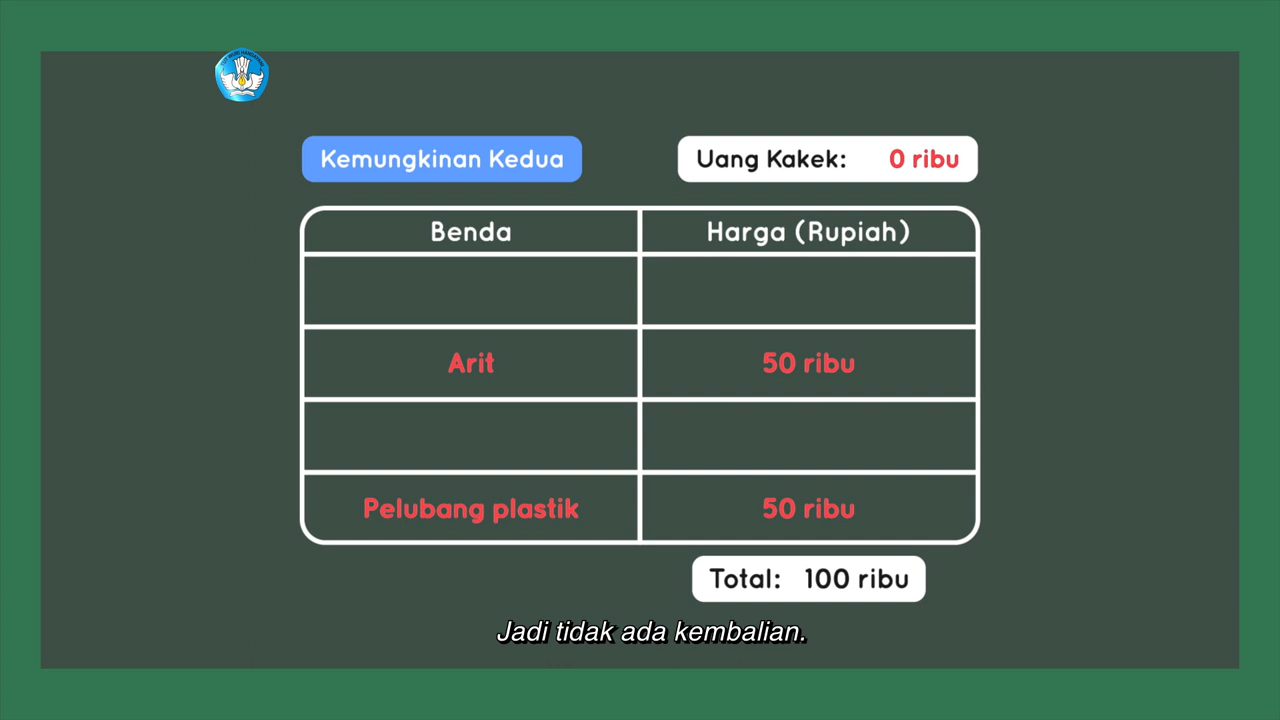 Kemungkinan Kedua
Uang Kakek: 0 ribu
Benda Harga (Rupiah)
Arit 50 ribu
Pelubang plastik 50 ribu
Total: 100 ribu
Jadi tidak ada kembalian.